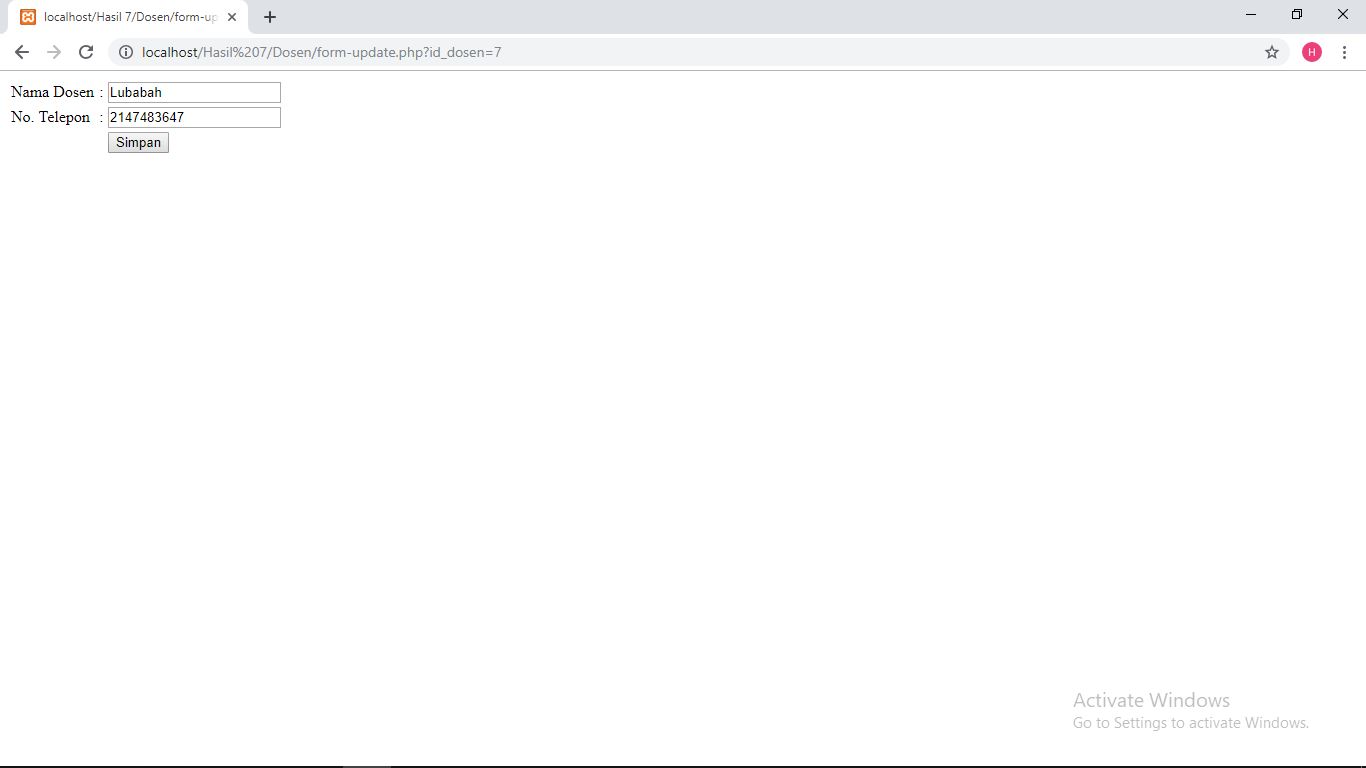 localhost/Hasil 7/Dosen/form-up
localhost/Hasil%207/Dosen/form-update.php?id_dosen=7
H
Nama Dosen : Lubabah
No. Telepon : 2147483647
Simpan
Activate Windows
Go to Settings to activate Windows.